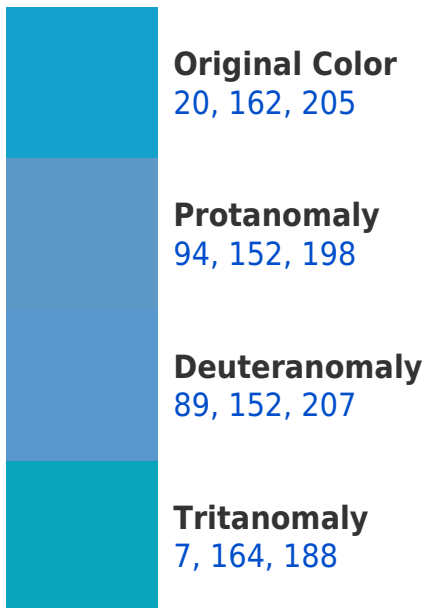 Original Color
20, 162, 205
Protanomaly
94, 152, 198
Deuteranomaly
89, 152, 207
Tritanomaly
7, 164, 188